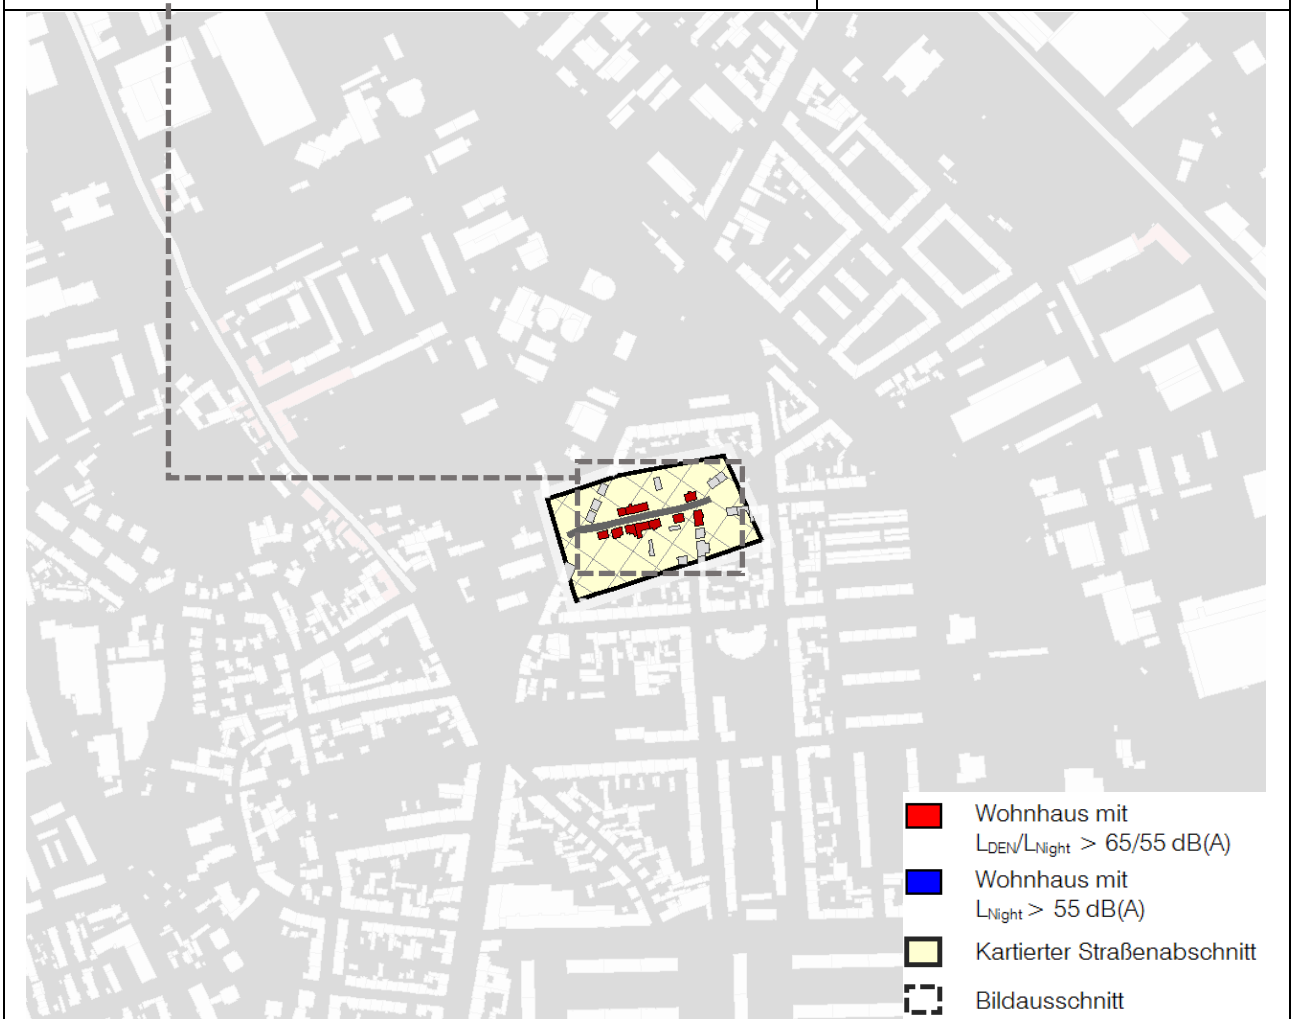 Wohnhaus mit
LDEN/LNight > 65/55 dB(A)
Wohnhaus mit
LNight > 55 dB(A)
Kartierter Straßenabschnitt
Bildausschnitt